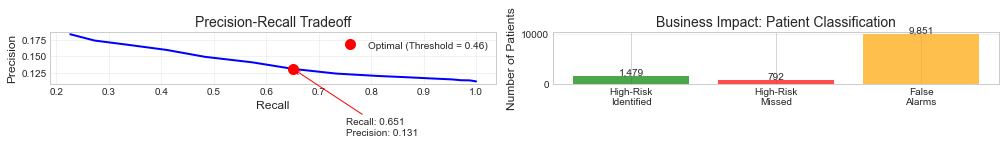 Precision-Recall Tradeoff
Precision
0.175
0.150
0.125
Optimal (Threshold = 0.46)
0.2 0.3 0.4 0.5 0.6 0.7 0.8 0.9 1.0
Recall
Recall: 0.651
Precision: 0.131
Business Impact: Patient Classification
Number of Patients
10000
0
1,479
792
9,851
High-Risk
Identified
High-Risk
Missed
False
Alarms